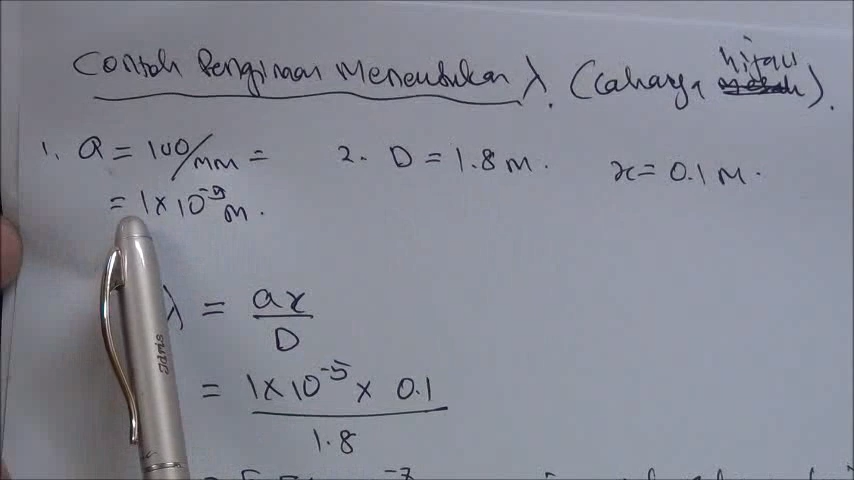 Contoh Pengiraan Menentukan λ. (Cahaya hijau).
1. a = 100/mm = 2. D = 1.8 m. x = 0.1 m.
= 1 x 10⁻⁵ m.
λ = ax / D
= 1 x 10⁻⁵ x 0.1 / 1.8
Idris